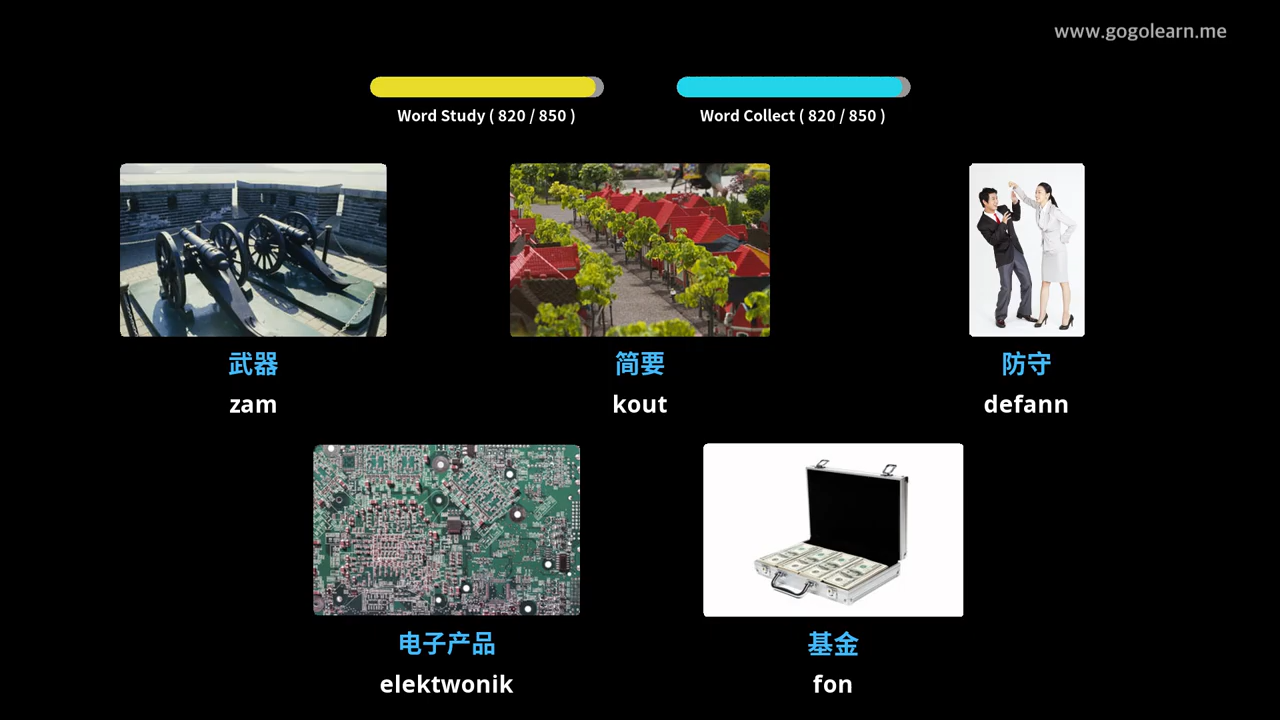 www.gogolearn.me
Word Study ( 820 / 850 )
Word Collect ( 820 / 850 )
武器
zam
简要
kout
防守
defann
电子产品
elektwonik
基金
fon